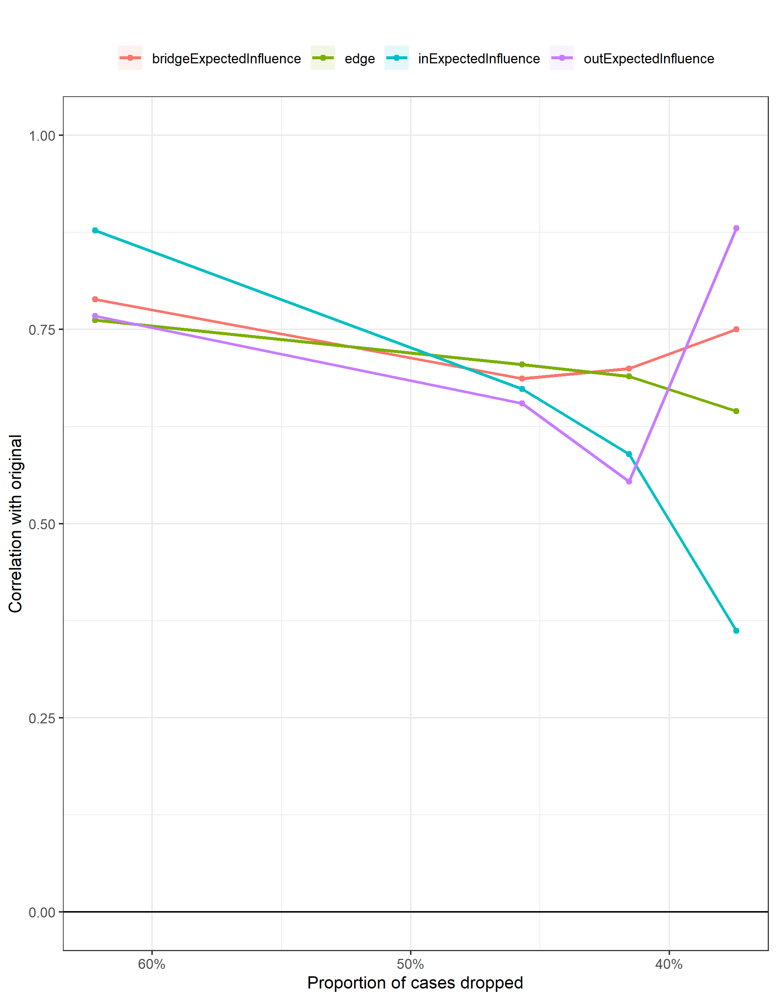 bridgeExpectedInfluence edge inExpectedInfluence outExpectedInfluence
1.00
0.75
0.50
0.25
0.00
Correlation with original
60% 50% 40%
Proportion of cases dropped